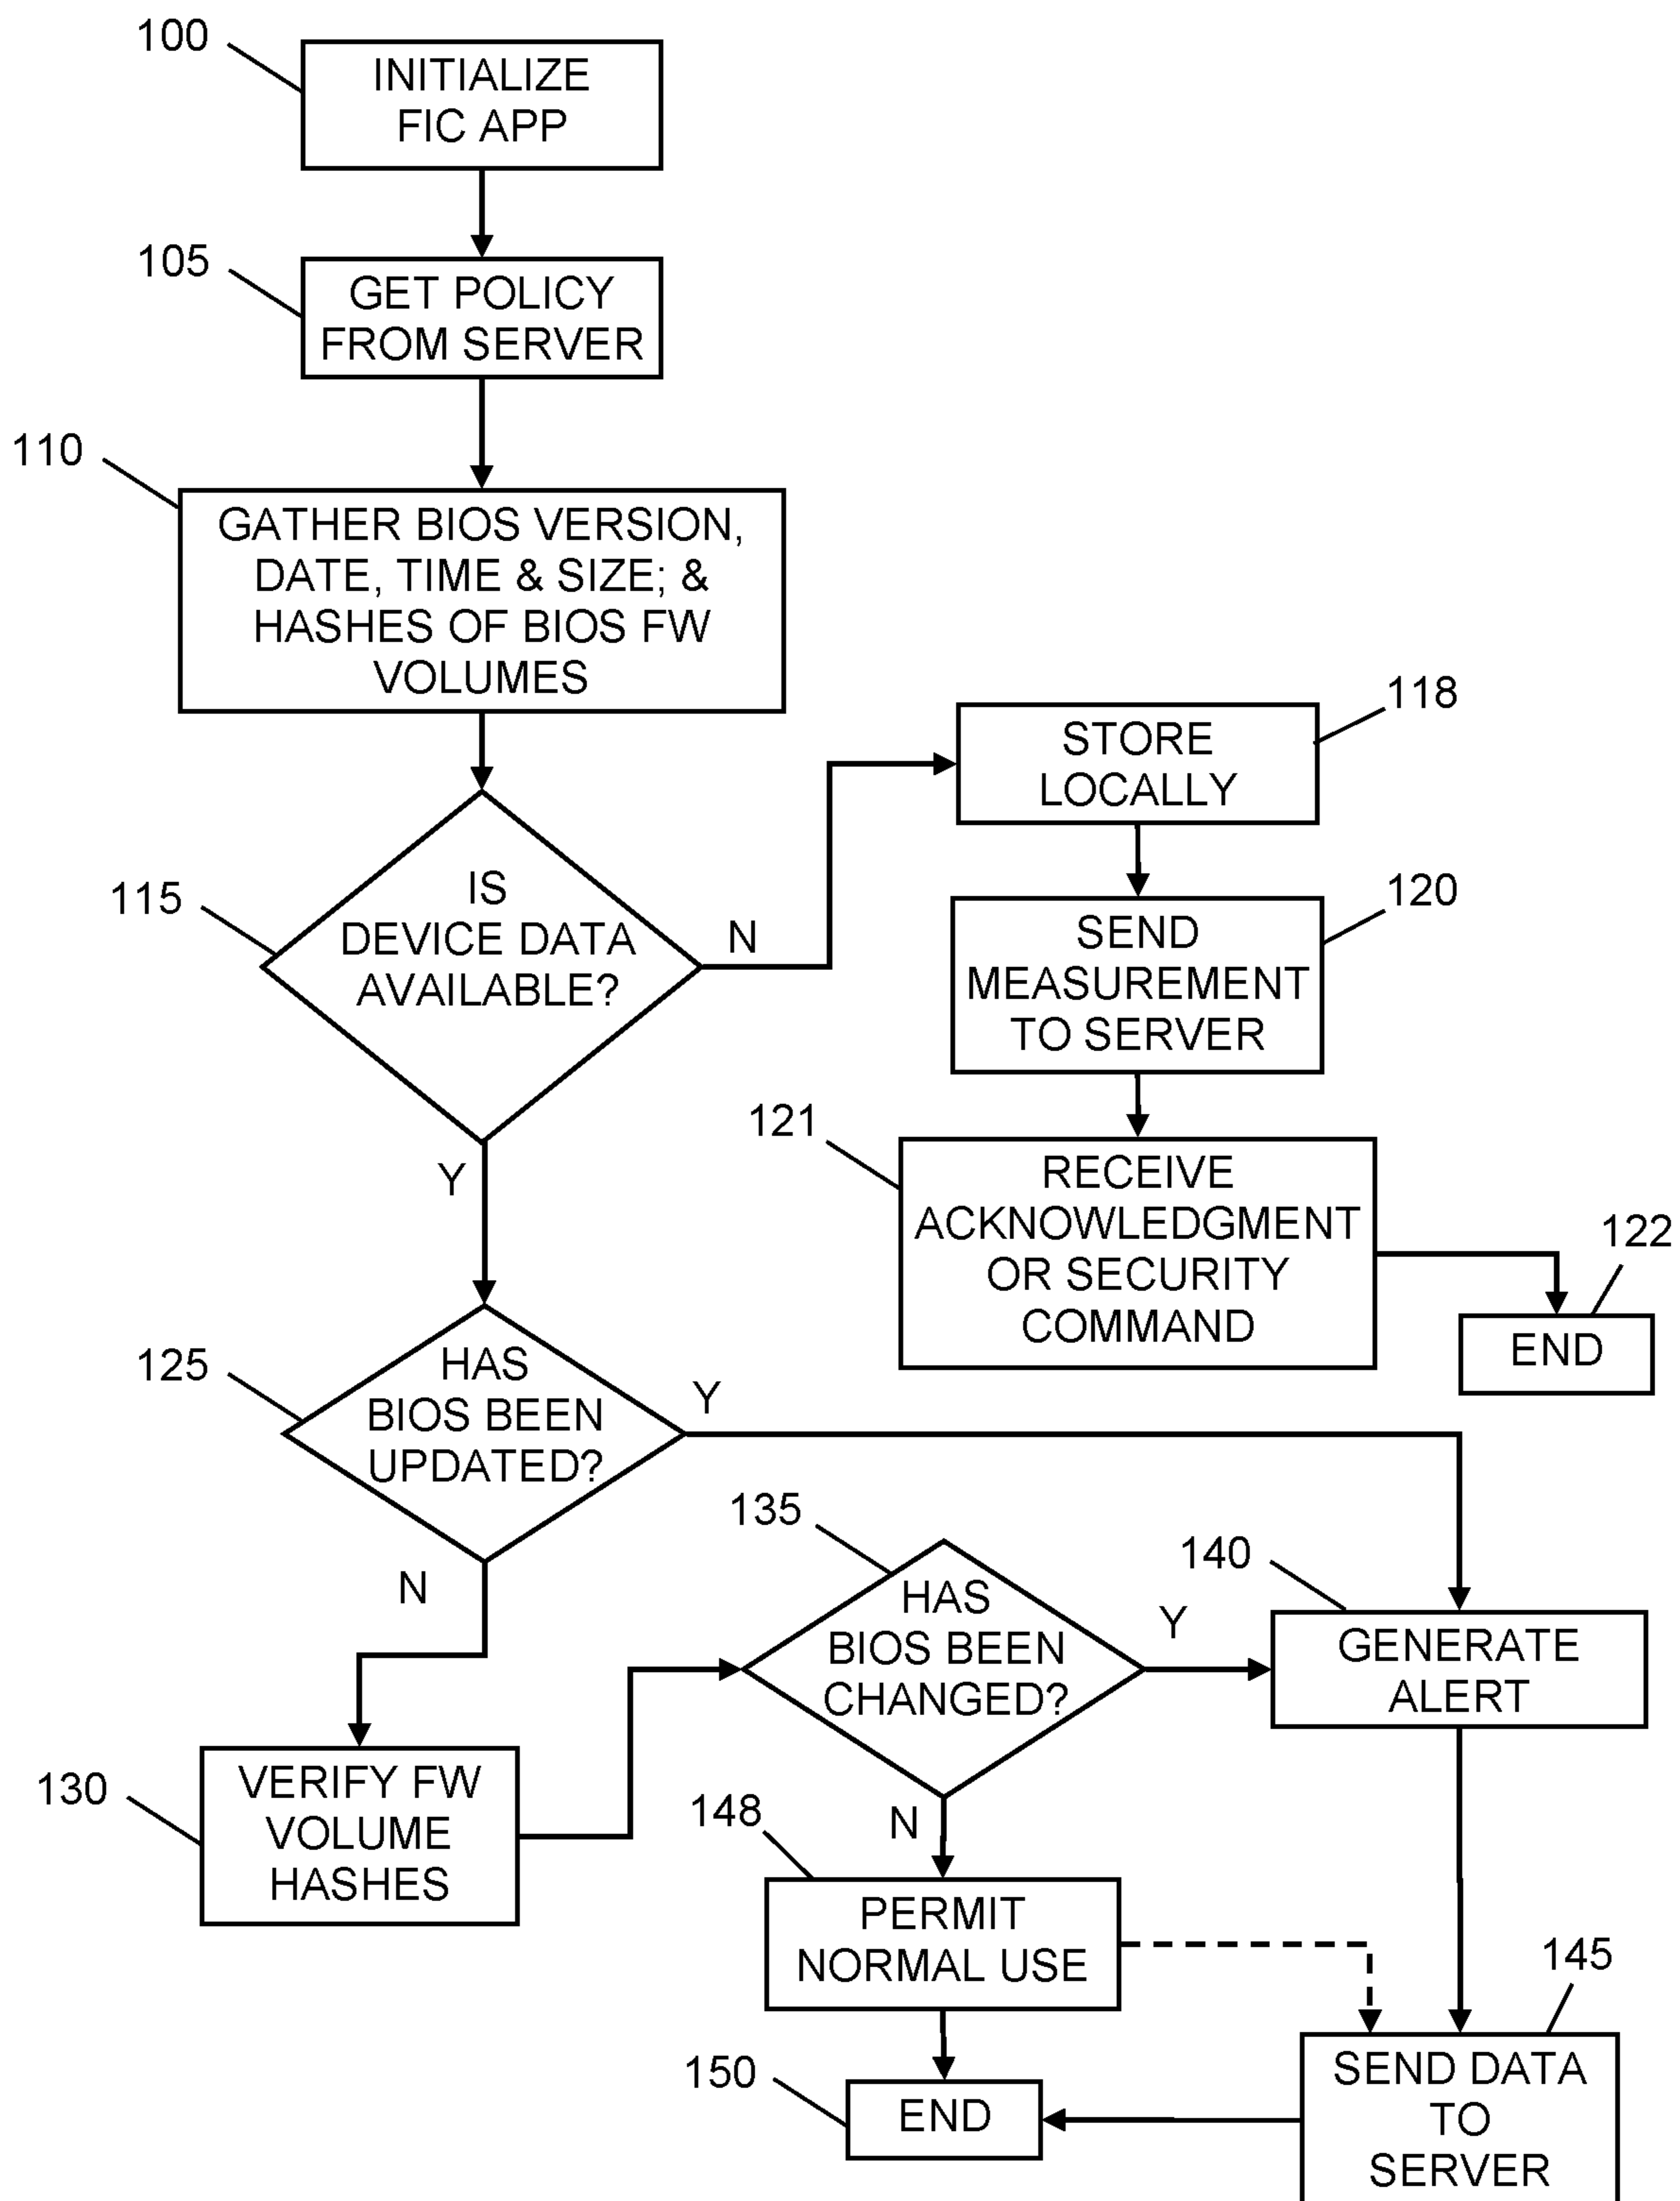 100
INITIALIZE
FIC APP
105
GET POLICY
FROM SERVER
110
GATHER BIOS VERSION,
DATE, TIME & SIZE; &
HASHES OF BIOS FW
VOLUMES
118
STORE
LOCALLY
115
IS
DEVICE DATA
AVAILABLE?
N
Y
120
SEND
MEASUREMENT
TO SERVER
121
RECEIVE
ACKNOWLEDGMENT
OR SECURITY
COMMAND
122
END
125
HAS
BIOS BEEN
UPDATED?
Y
N
130
VERIFY FW
VOLUME
HASHES
135
HAS
BIOS BEEN
CHANGED?
Y
N
140
GENERATE
ALERT
148
PERMIT
NORMAL USE
145
SEND DATA
TO
SERVER
150
END